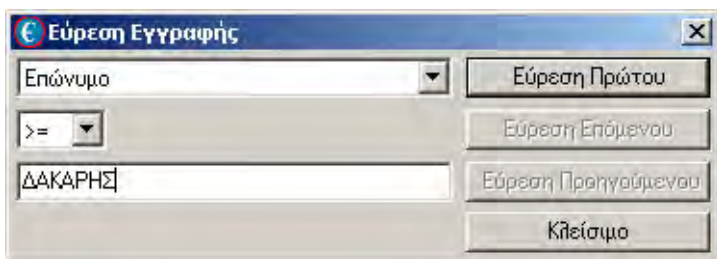 € Εύρεση Εγγραφής
Επώνυμο
Εύρεση Πρώτου
>=
Εύρεση Επόμενου
ΔΑΚΑΡΗΣ
Εύρεση Προηγούμενου
Κλείσιμο